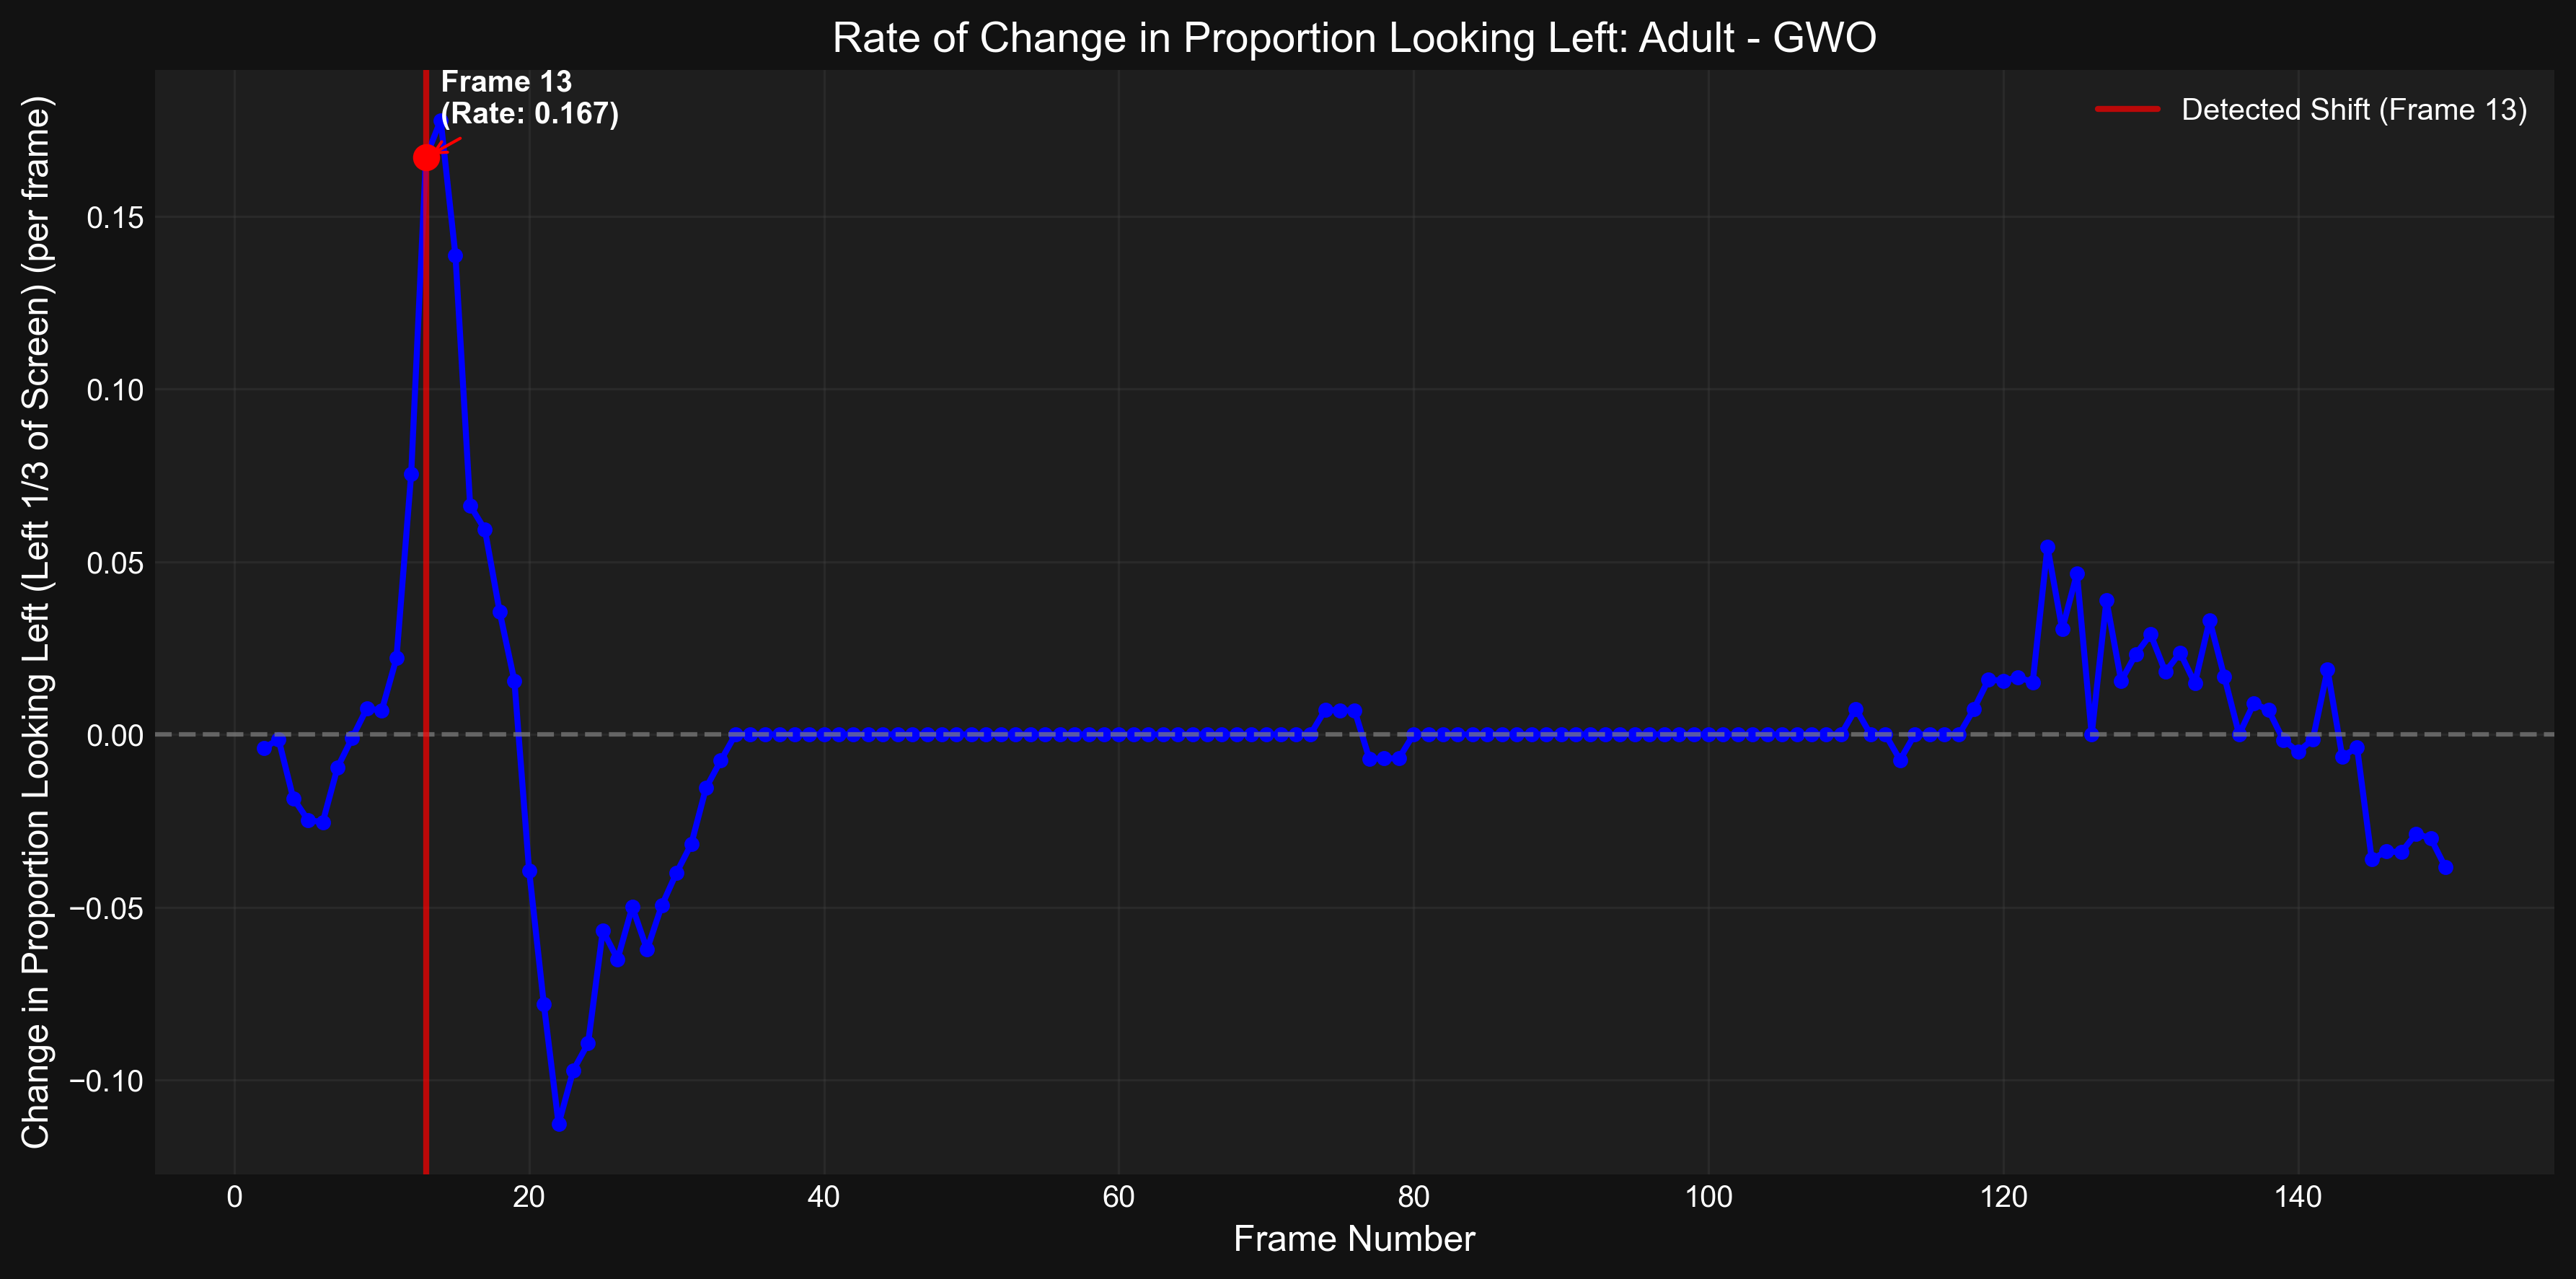 Rate of Change in Proportion Looking Left: Adult - GWO
Frame 13
(Rate: 0.167)
Detected Shift (Frame 13)
Change in Proportion Looking Left (Left 1/3 of Screen) (per frame)
0.15
0.10
0.05
0.00
−0.05
−0.10
0 20 40 60 80 100 120 140
Frame Number